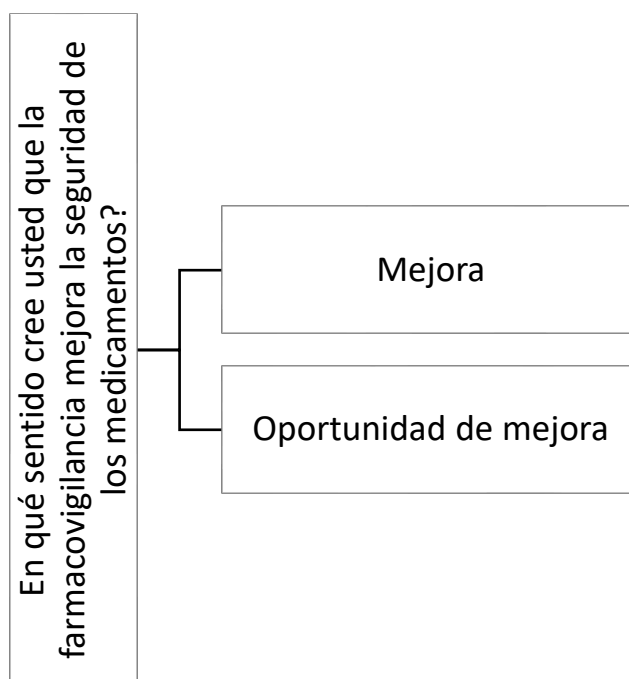 En qué sentido cree usted que la
farmacovigilancia mejora la seguridad de
los medicamentos?
Mejora
Oportunidad de mejora